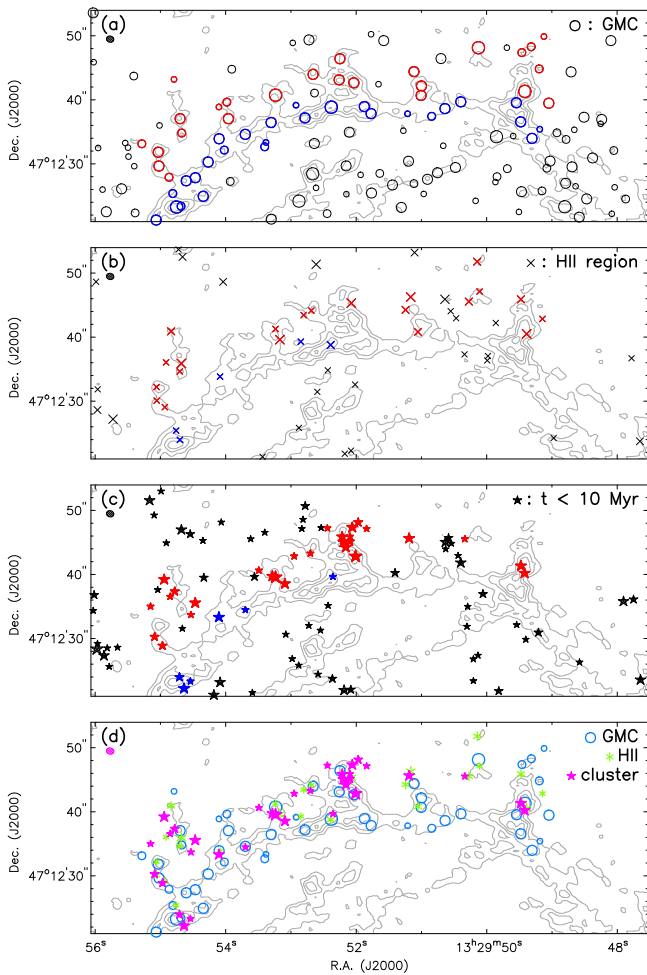 (a)
: GMC
50"
40"
47°12'30"
Dec. (J2000)
(b)
: HII region
50"
40"
47°12'30"
Dec. (J2000)
(c)
: t < 10 Myr
50"
40"
47°12'30"
Dec. (J2000)
(d)
GMC
HII
cluster
50"
40"
47°12'30"
Dec. (J2000)
56ˢ 54ˢ 52ˢ 13ʰ29ᵐ50ˢ 48ˢ
R.A. (J2000)